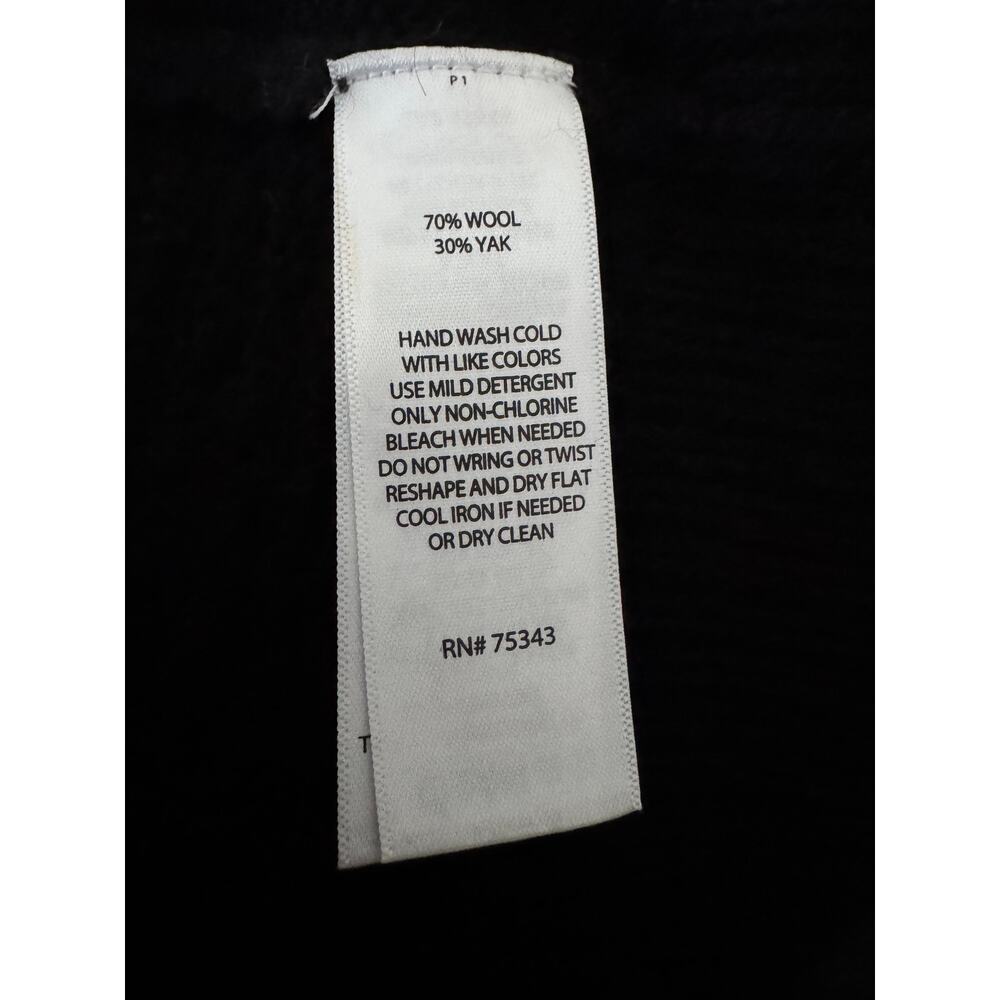 P1
70% WOOL
30% YAK
HAND WASH COLD
WITH LIKE COLORS
USE MILD DETERGENT
ONLY NON-CHLORINE
BLEACH WHEN NEEDED
DO NOT WRING OR TWIST
RESHAPE AND DRY FLAT
COOL IRON IF NEEDED
OR DRY CLEAN
RN# 75343
T